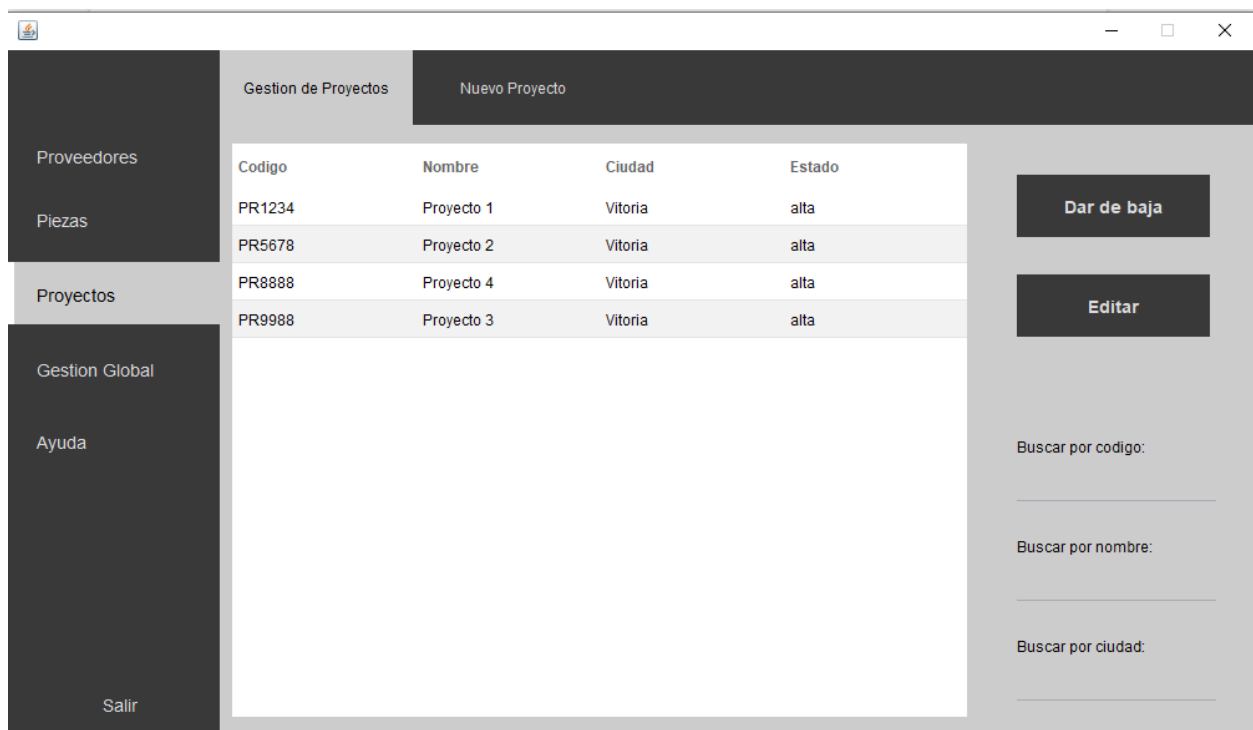 Gestion de Proyectos Nuevo Proyecto
Proveedores
Piezas
Proyectos
Gestion Global
Ayuda
Salir
Codigo Nombre Ciudad Estado
PR1234 Proyecto 1 Vitoria alta
PR5678 Proyecto 2 Vitoria alta
PR8888 Proyecto 4 Vitoria alta
PR9988 Proyecto 3 Vitoria alta
Dar de baja
Editar
Buscar por codigo:
Buscar por nombre:
Buscar por ciudad: